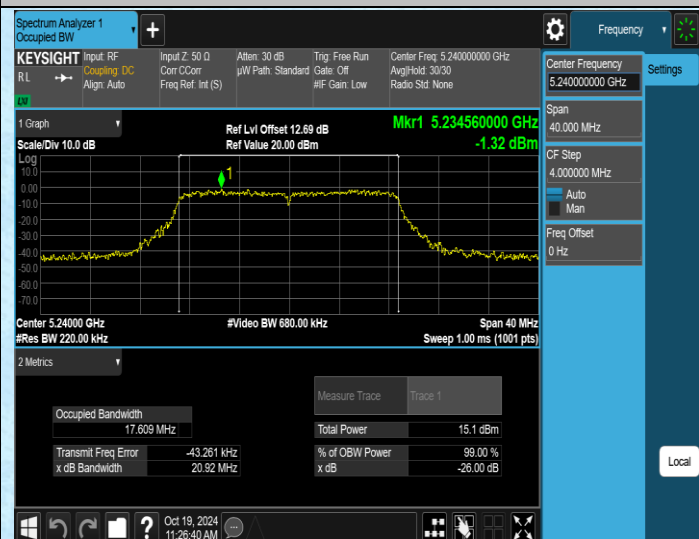 Spectrum Analyzer 1
Occupied BW
+
Frequency
KEYSIGHT
RL
LM
Input: RF
Coupling: DC
Align: Auto
Input Z: 50 Ω
Corr CCorr
Freq Ref: Int (S)
Atten: 30 dB
µW Path: Standard
Trig: Free Run
Gate: Off
#IF Gain: Low
Center Freq: 5.240000000 GHz
Avg|Hold: 30/30
Radio Std: None
Center Frequency
5.240000000 GHz
Settings
Span
40.000 MHz
CF Step
4.000000 MHz
Auto
Man
Freq Offset
0 Hz
Local
1 Graph
Scale/Div 10.0 dB
Ref Lvl Offset 12.69 dB
Ref Value 20.00 dBm
Mkr1 5.234560000 GHz
-1.32 dBm
Log
10.0
0.00
-10.0
-20.0
-30.0
-40.0
-50.0
-60.0
-70.0
1
Center 5.24000 GHz
#Res BW 220.00 kHz
#Video BW 680.00 kHz
Span 40 MHz
Sweep 1.00 ms (1001 pts)
2 Metrics
Measure Trace Trace 1
Occupied Bandwidth
17.609 MHz
Total Power 15.1 dBm
Transmit Freq Error -43.261 kHz
% of OBW Power 99.00 %
x dB Bandwidth 20.92 MHz
x dB -26.00 dB
?
Oct 19, 2024
11:26:40 AM